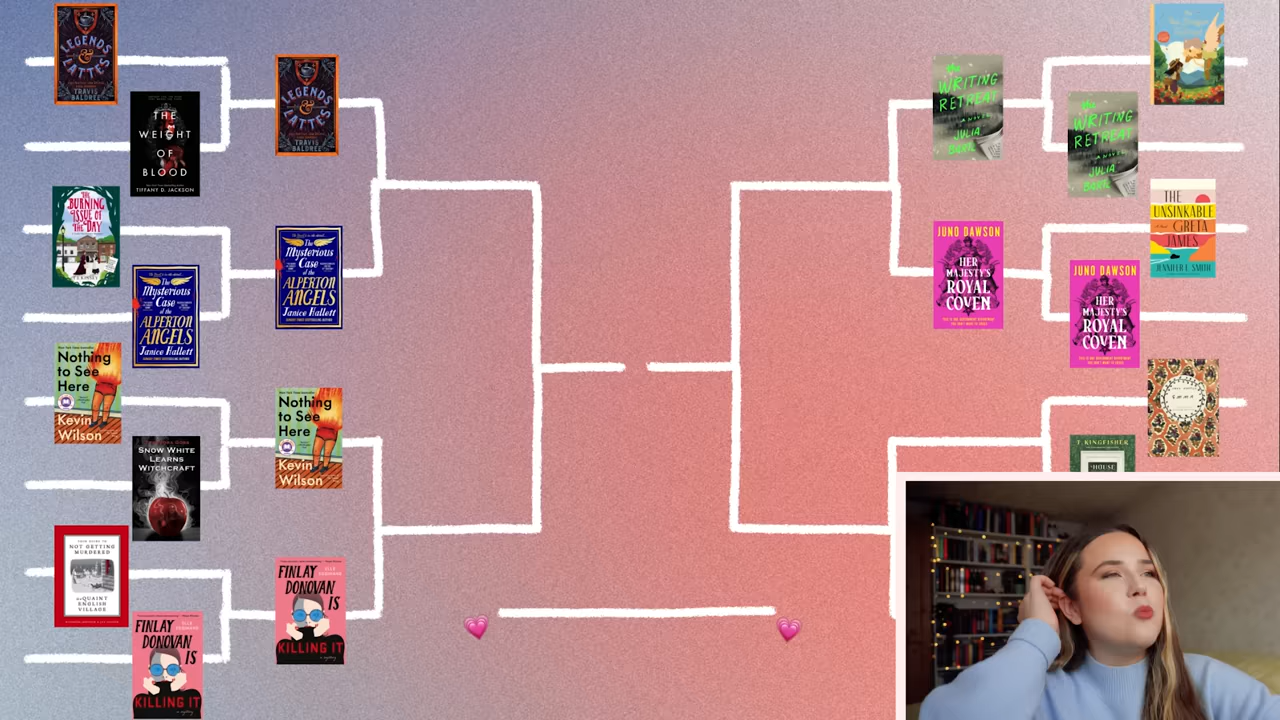 LEGENDS
&
LATTES
TRAVIS
BALDREE
THE
WEIGHT
OF
BLOOD
TIFFANY D. JACKSON
THE
BURNING
ISSUE
OF THE
DAY
The
Mysterious
Case
of the
ALPERTON
ANGELS
Janice Hallett
Nothing
to See
Here
Kevin
Wilson
SNOW WHITE
LEARNS
WITCHCRAFT
NOT GETTING
MURDERED
QUAINT
ENGLISH
VILLAGE
FINLAY
DONOVAN
IS
KILLING IT
LEGENDS
&
LATTES
TRAVIS
BALDREE
The
Mysterious
Case
of the
ALPERTON
ANGELS
Janice Hallett
Nothing
to See
Here
Kevin
Wilson
FINLAY
DONOVAN
IS
KILLING IT
the
WRITING
RETREAT
A NOVEL
JULIA
JUNO DAWSON
HER
MAJESTY'S
ROYAL
COVEN
the
WRITING
RETREAT
A NOVEL
JULIA
JUNO DAWSON
HER
MAJESTY'S
ROYAL
COVEN
THE
UNSINKABLE
GRETA
JAMES
JENNIFER E. SMITH
EMMA
T. KINGFISHER
HOUSE